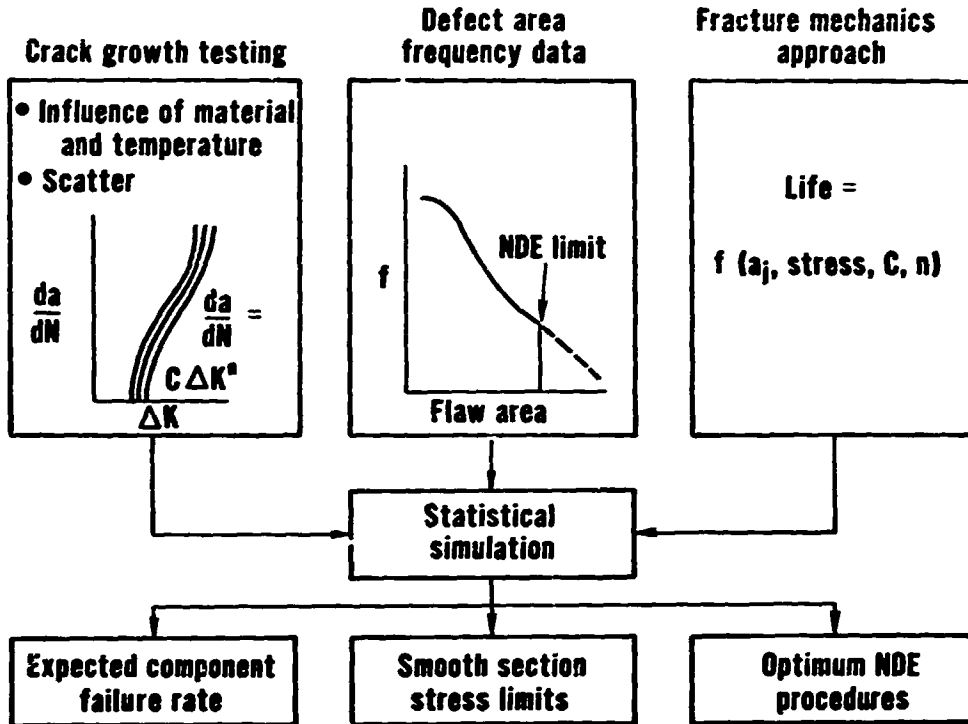 Crack growth testing
• Influence of material
and temperature
• Scatter
da
dN
da
dN =
C ΔKⁿ
ΔK
Defect area
frequency data
f
NDE limit
Flaw area
Fracture mechanics
approach
Life =
f (aⱼ, stress, C, n)
Statistical
simulation
Expected component
failure rate
Smooth section
stress limits
Optimum NDE
procedures